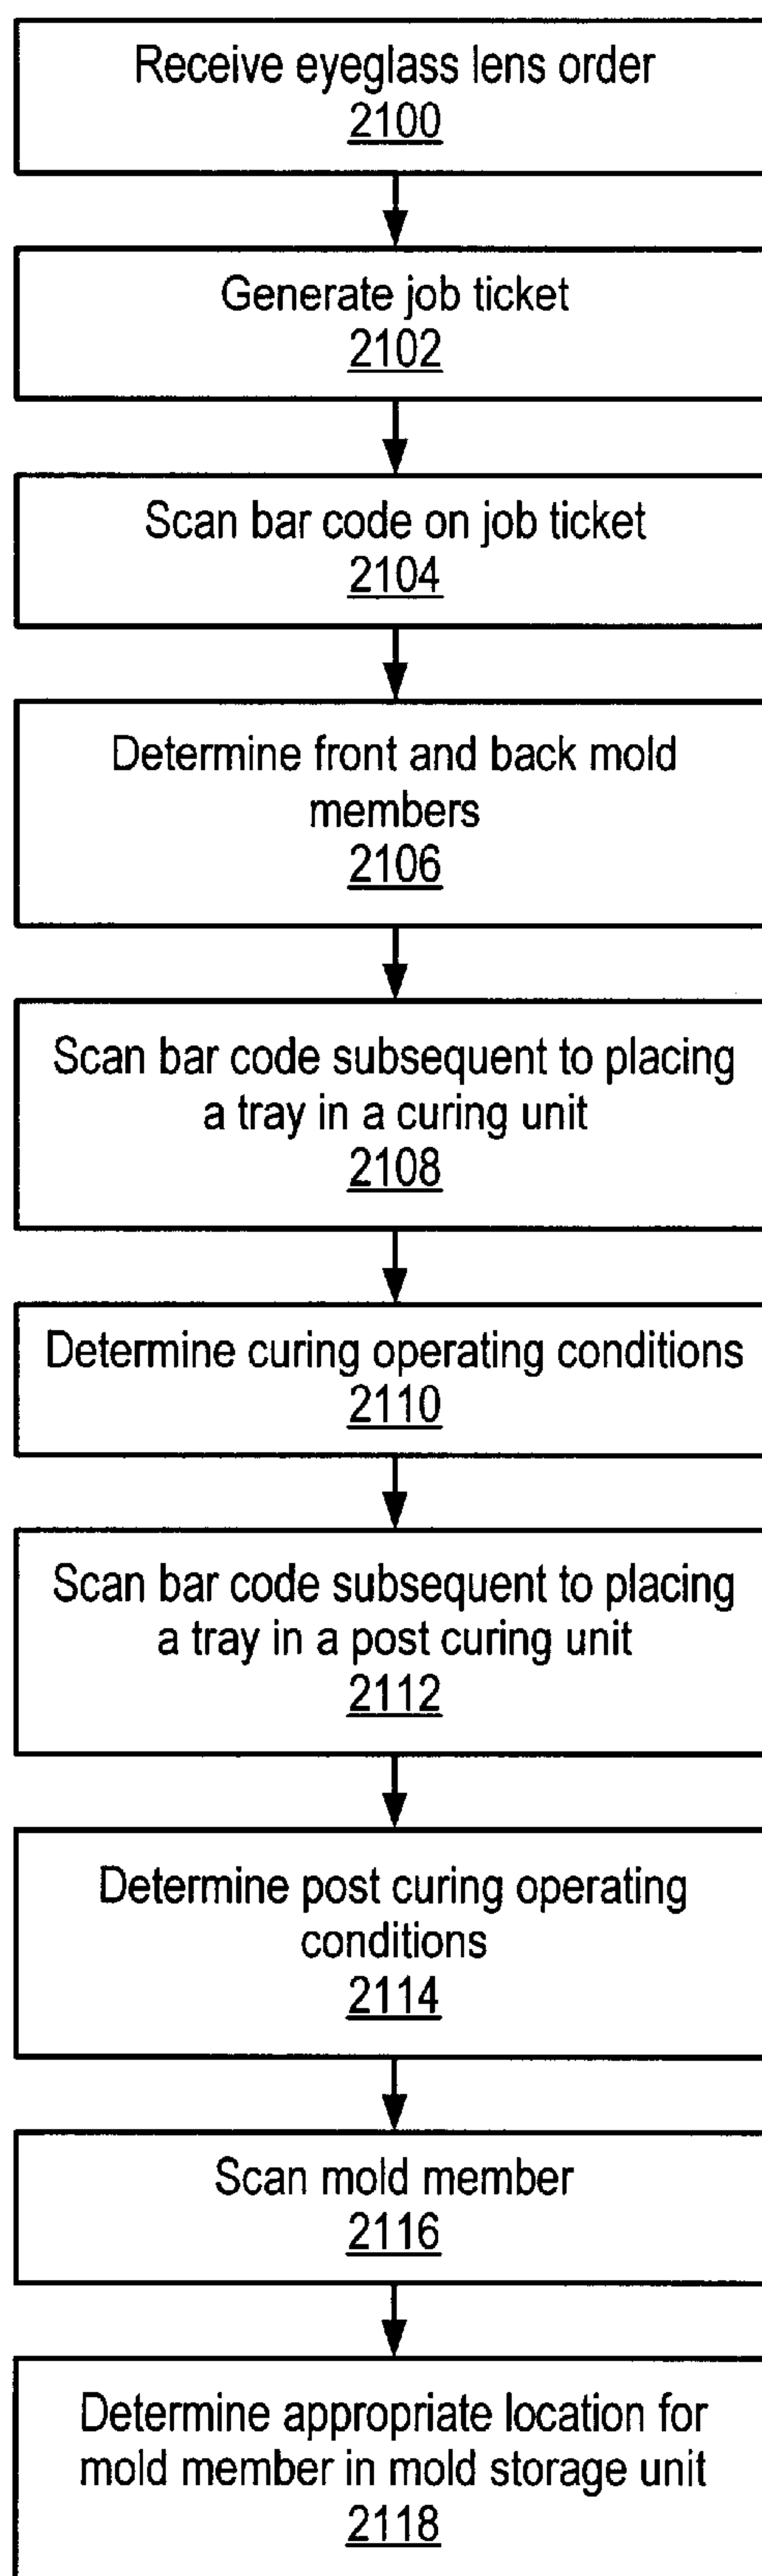 Receive eyeglass lens order
2100
Generate job ticket
2102
Scan bar code on job ticket
2104
Determine front and back mold
members
2106
Scan bar code subsequent to placing
a tray in a curing unit
2108
Determine curing operating conditions
2110
Scan bar code subsequent to placing
a tray in a post curing unit
2112
Determine post curing operating
conditions
2114
Scan mold member
2116
Determine appropriate location for
mold member in mold storage unit
2118